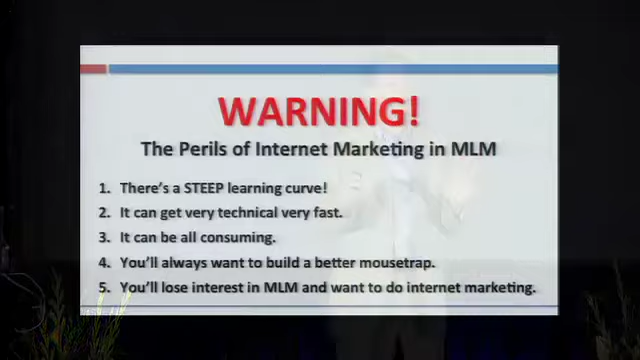 WARNING!
The Perils of Internet Marketing in MLM
1. There's a STEEP learning curve!
2. It can get very technical very fast.
3. It can be all consuming.
4. You'll always want to build a better mousetrap.
5. You'll lose interest in MLM and want to do internet marketing.